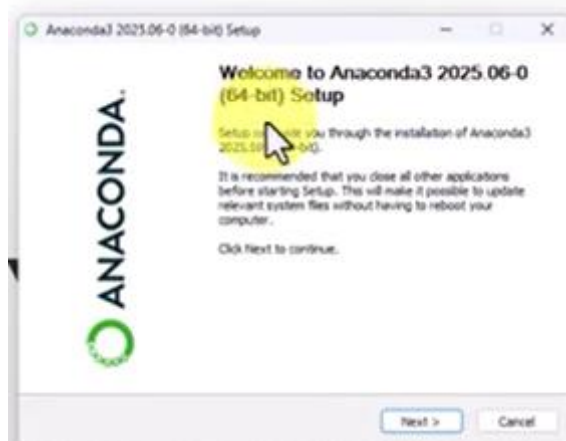 Anaconda3 2025.06-0 (64-bit) Setup
Welcome to Anaconda3 2025.06-0
(64-bit) Setup
Setup you through the installation of Anaconda3
It is recommended that you close all other applications
before starting Setup. This will make it possible to update
relevant system files without having to reboot your
computer.
Click Next to continue.
ANACONDA.
Next >
Cancel